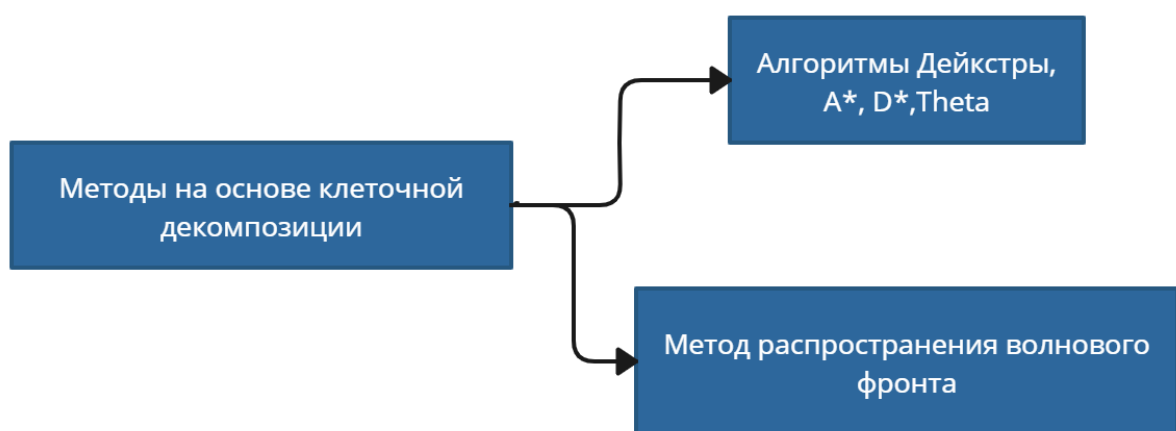 Алгоритмы Дейкстры,
A*, D*,Theta
Методы на основе клеточной
декомпозиции
Метод распространения волнового
фронта